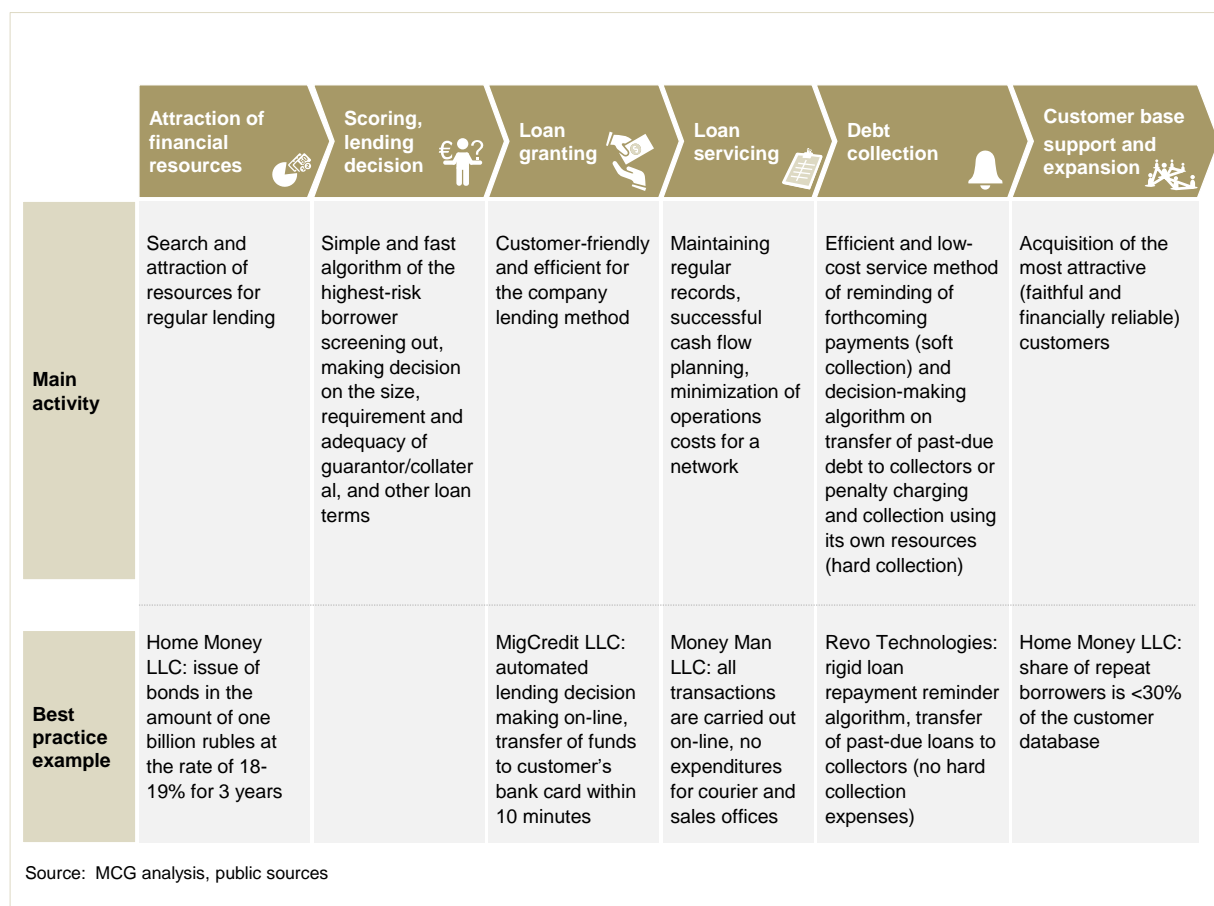 Attraction of
financial
resources
Scoring,
lending
decision
€ ?
Loan
granting
Loan
servicing
Debt
collection
Customer base
support and
expansion
Main
activity
Search and
attraction of
resources for
regular lending
Simple and fast
algorithm of the
highest-risk
borrower
screening out,
making decision
on the size,
requirement and
adequacy of
guarantor/collater
al, and other loan
terms
Customer-friendly
and efficient for
the company
lending method
Maintaining
regular
records,
successful
cash flow
planning,
minimization of
operations
costs for a
network
Efficient and low-
cost service method
of reminding of
forthcoming
payments (soft
collection) and
decision-making
algorithm on
transfer of past-due
debt to collectors or
penalty charging
and collection using
its own resources
(hard collection)
Acquisition of the
most attractive
(faithful and
financially reliable)
customers
Best
practice
example
Home Money
LLC: issue of
bonds in the
amount of one
billion rubles at
the rate of 18-
19% for 3 years
MigCredit LLC:
automated
lending decision
making on-line,
transfer of funds
to customer's
bank card within
10 minutes
Money Man
LLC: all
transactions
are carried out
on-line, no
expenditures
for courier and
sales offices
Revo Technologies:
rigid loan
repayment reminder
algorithm, transfer
of past-due loans to
collectors (no hard
collection
expenses)
Home Money LLC:
share of repeat
borrowers is <30%
of the customer
database
Source: MCG analysis, public sources